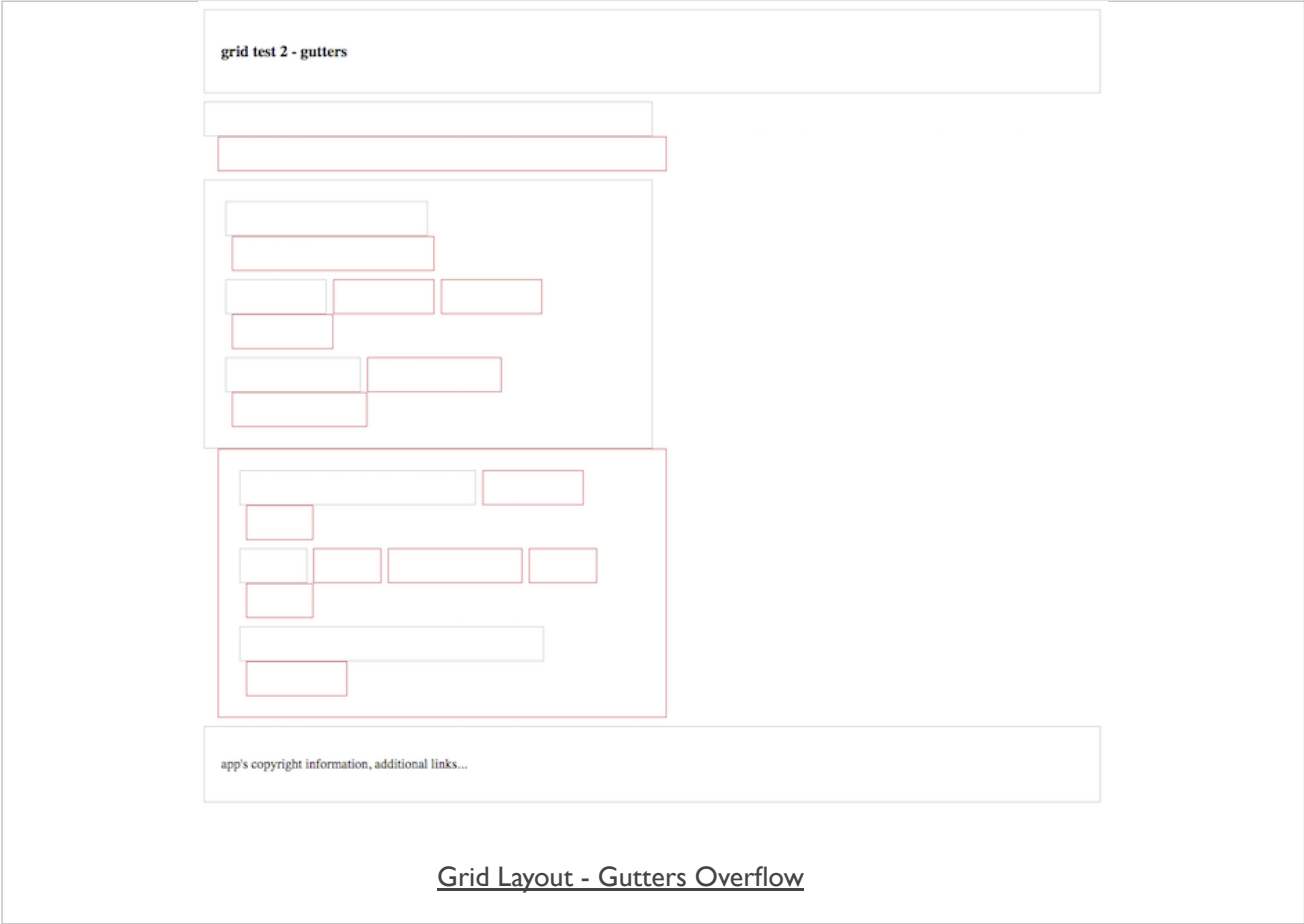 grid test 2 - gutters
app's copyright information, additional links...
Grid Layout - Gutters Overflow